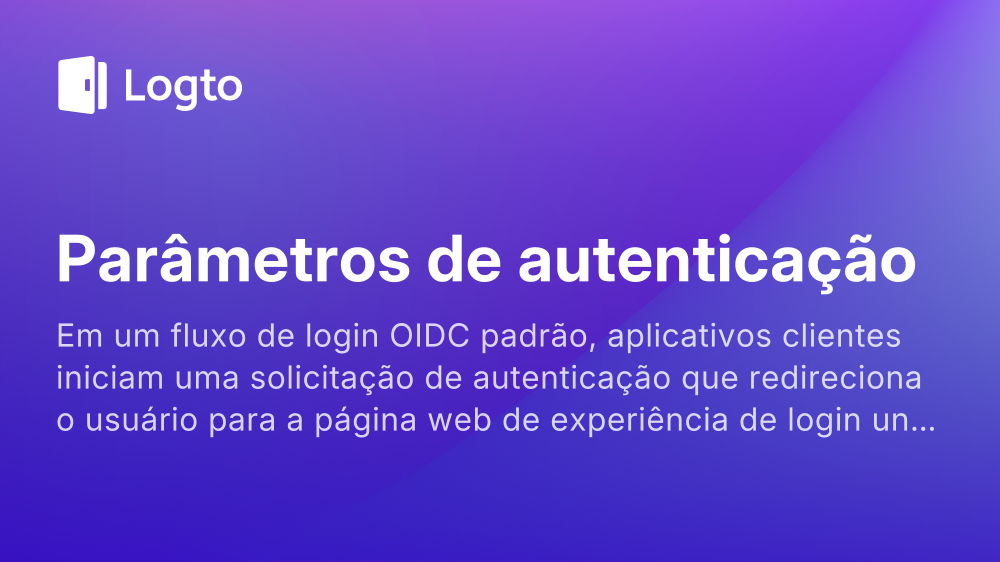 Logto
Parâmetros de autenticação
Em um fluxo de login OIDC padrão, aplicativos clientes
iniciam uma solicitação de autenticação que redireciona
o usuário para a página web de experiência de login un...